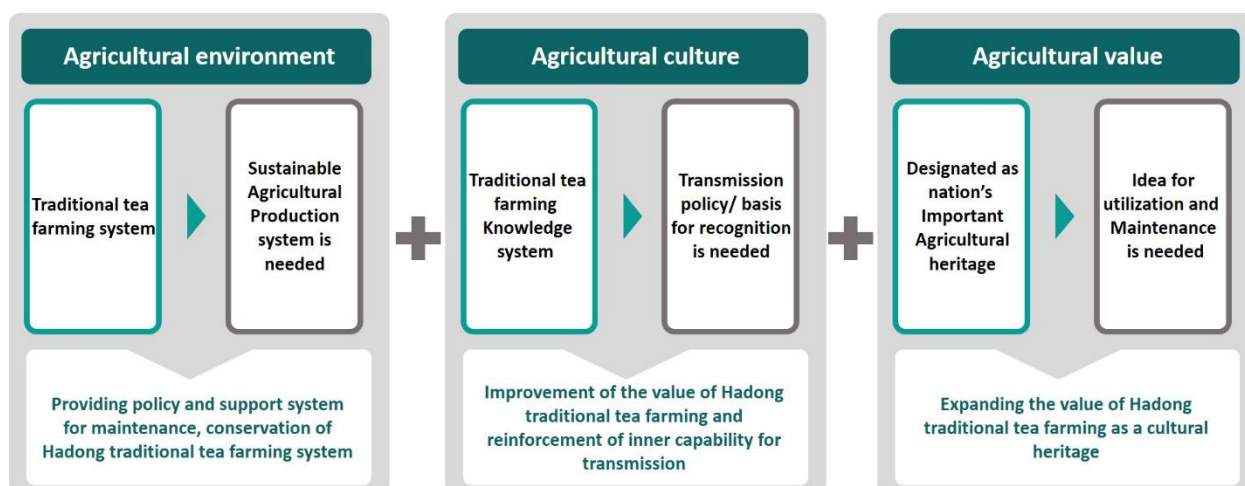 Agricultural environment
Traditional tea
farming system
Sustainable
Agricultural
Production
system is
needed
Providing policy and support system
for maintenance, conservation of
Hadong traditional tea farming system
Agricultural culture
Traditional tea
farming
Knowledge
system
Transmission
policy/ basis
for recognition
is needed
Improvement of the value of Hadong
traditional tea farming and
reinforcement of inner capability for
transmission
Agricultural value
Designated as
nation’s
Important
Agricultural
heritage
Idea for
utilization and
Maintenance
is needed
Expanding the value of Hadong
traditional tea farming as a cultural
heritage